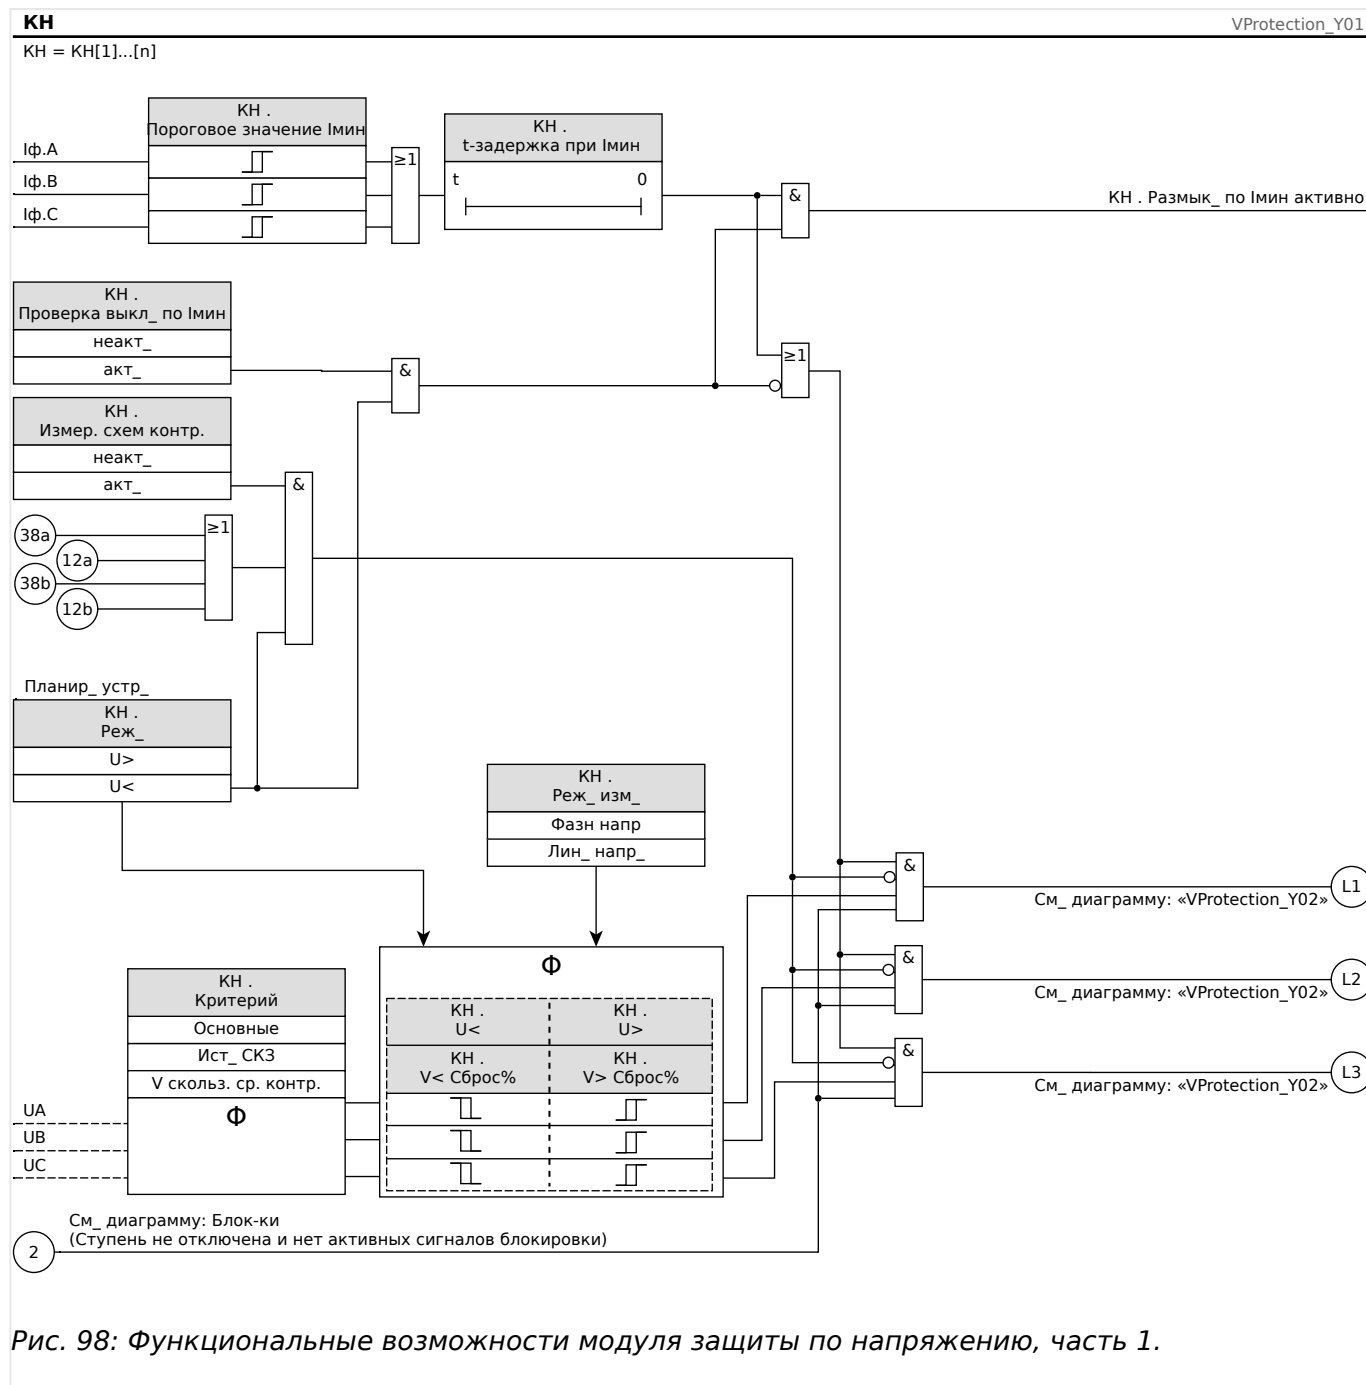 КН
VProtection_Y01
КН = КН[1]...[n]
КН .
Пороговое значение Iмин
Iф.A
Iф.B
Iф.C
≥1
КН .
t-задержка при Iмин
t
0
&
КН . Размык_ по Iмин активно
КН .
Проверка выкл_ по Iмин
неакт_
акт_
&
≥1
КН .
Измер. схем контр.
неакт_
акт_
&
38a
12a
38b
12b
≥1
Планир_ устр_
КН .
Реж_
U>
U<
КН .
Реж_ изм_
Фазн напр
Лин_ напр_
&
L1
См_ диаграмму: «VProtection_Y02»
&
L2
См_ диаграмму: «VProtection_Y02»
&
L3
См_ диаграмму: «VProtection_Y02»
Ф
КН .
U<
КН .
U>
КН .
V< Сброс%
КН .
V> Сброс%
КН .
Критерий
Основные
Ист_ СКЗ
V скольз. ср. контр.
Ф
UA
UB
UC
См_ диаграмму: Блок-ки
(Ступень не отключена и нет активных сигналов блокировки)
2
Рис. 98: Функциональные возможности модуля защиты по напряжению, часть 1.